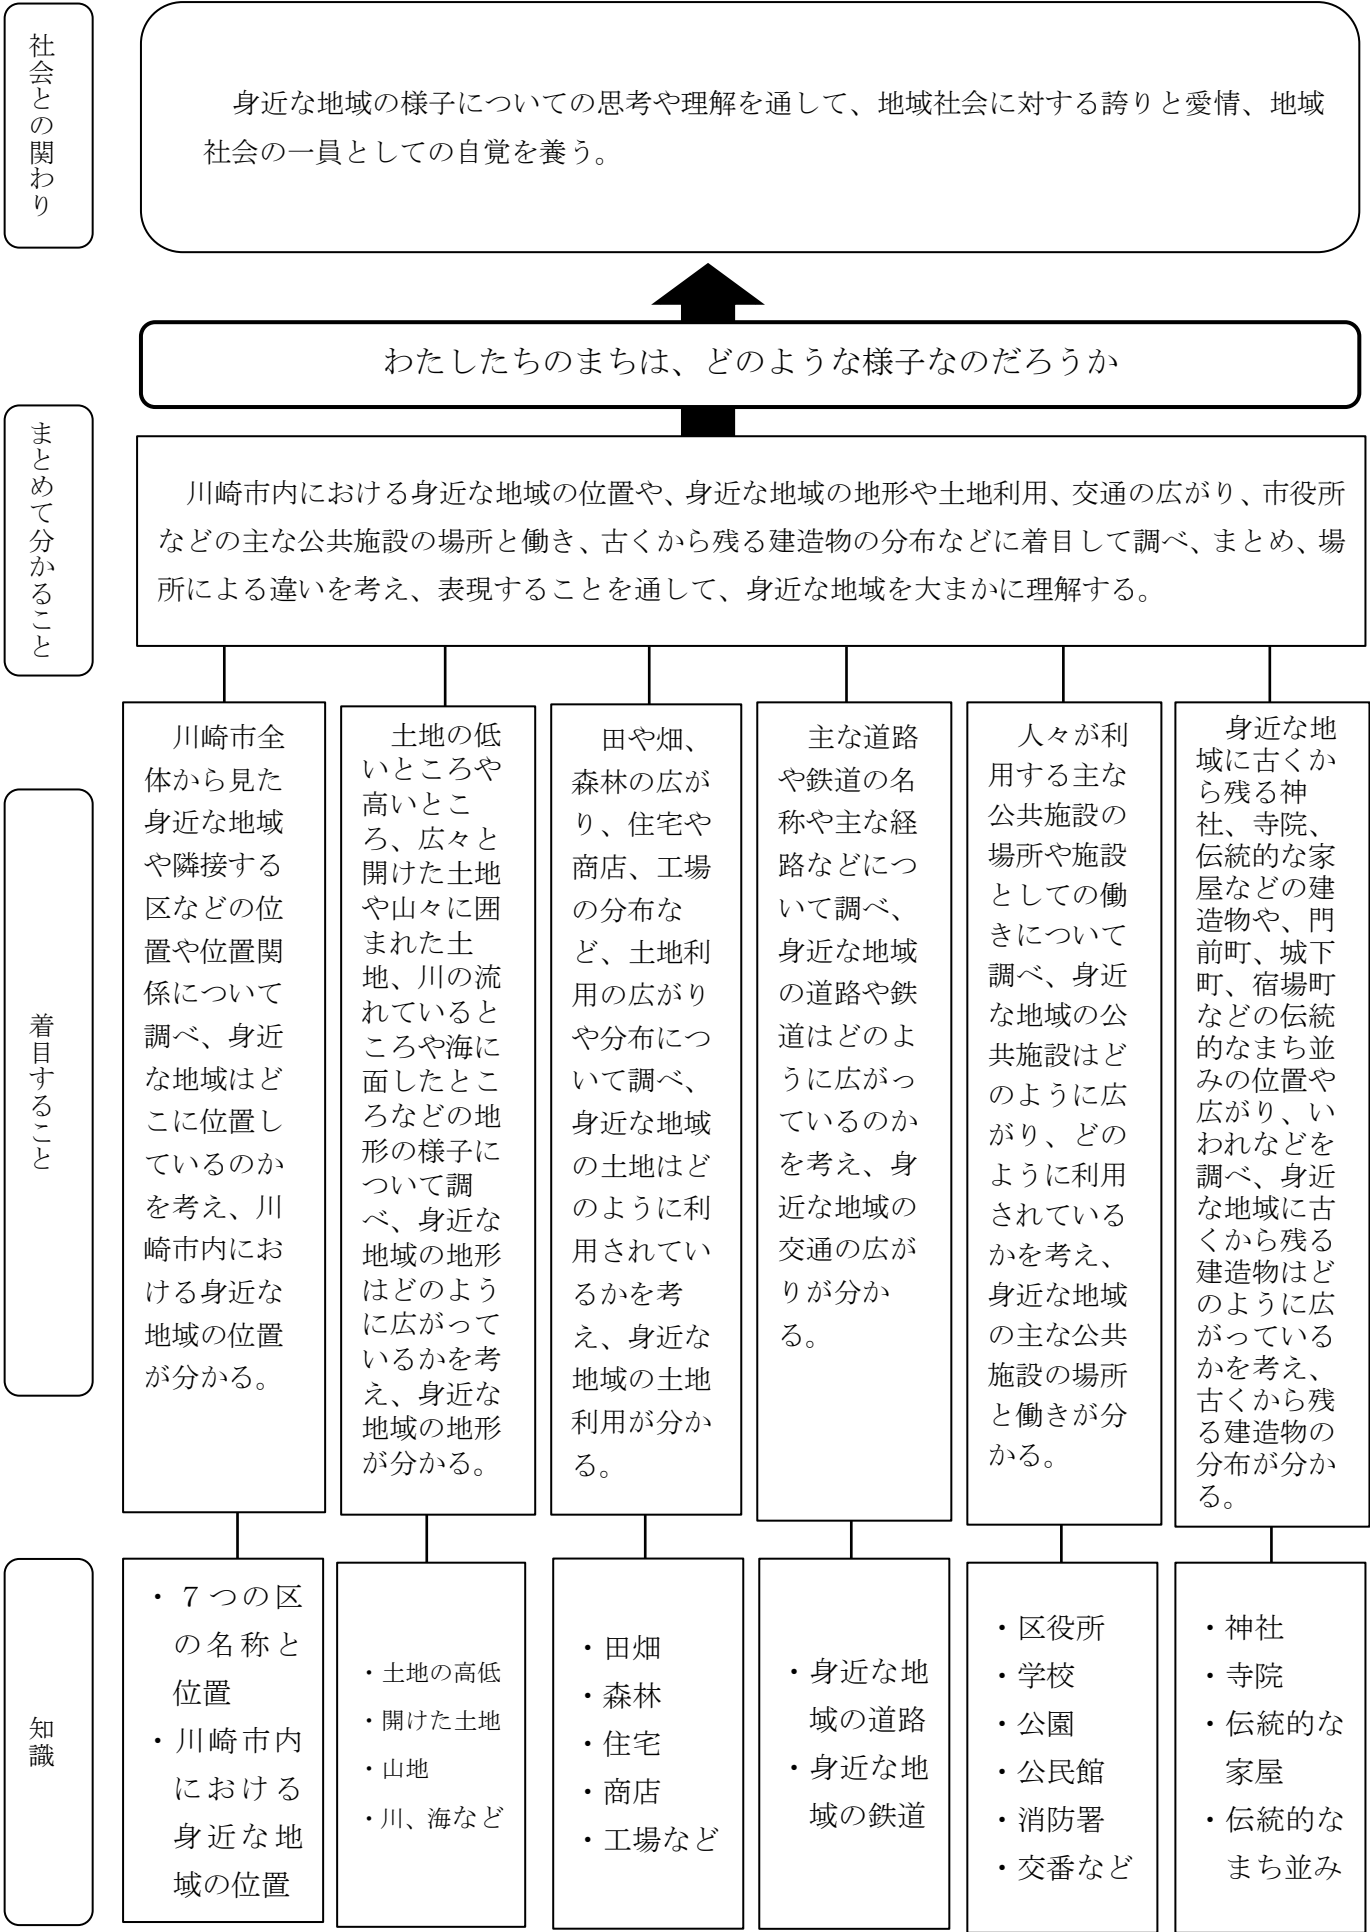 社会との関わり
身近な地域の様子についての思考や理解を通して、地域社会に対する誇りと愛情、地域
社会の一員としての自覚を養う。
わたしたちのまちは、どのような様子なのだろうか
まとめて分かること
川崎市内における身近な地域の位置や、身近な地域の地形や土地利用、交通の広がり、市役所
などの主な公共施設の場所と働き、古くから残る建造物の分布などに着目して調べ、まとめ、場
所による違いを考え、表現することを通して、身近な地域を大まかに理解する。
着目すること
川崎市全
体から見た
身近な地域
や隣接する
区などの位
置や位置関
係について
調べ、身近
な地域はど
こに位置し
ているのか
を考え、川
崎市内にお
ける身近な
地域の位置
が分かる。
土地の低
いところや
高いとこ
ろ、広々と
開けた土地
や山々に囲
まれた土
地、川の流
れていると
ころや海に
面したとこ
ろなどの地
形の様子に
ついて調
べ、身近な
地域の地形
はどのよう
に広がって
いるかを考
え、身近な
地域の地形
が分かる。
田や畑、
森林の広が
り、住宅や
商店、工場
の分布な
ど、土地利
用の広がり
や分布につ
いて調べ、
身近な地域
の土地はど
のように利
用されてい
るかを考
え、身近な
地域の土地
利用が分か
る。
主な道路
や鉄道の名
称や主な経
路などにつ
いて調べ、
身近な地域
の道路や鉄
道はどのよ
うに広がっ
ているのか
を考え、身
近な地域の
交通の広が
りが分か
る。
人々が利
用する主な
公共施設の
場所や施設
としての働
きについて
調べ、身近
な地域の公
共施設はど
のように広
がり、どの
ように利用
されている
かを考え、
身近な地域
の主な公共
施設の場所
と働きが分
かる。
身近な地
域に古くか
ら残る神
社、寺院、
伝統的な家
屋などの建
造物や、門
前町、城下
町、宿場町
などの伝統
的なまち並
みの位置や
広がり、い
われなどを
調べ、身近
な地域に古
くから残る
建造物はど
のように広
がっている
かを考え、
古くから残
る建造物の
分布が分か
る。
知識
・７つの区
の名称と
位置
・川崎市内
における
身近な地
域の位置
・土地の高低
・開けた土地
・山地
・川、海など
・田畑
・森林
・住宅
・商店
・工場など
・身近な地
域の道路
・身近な地
域の鉄道
・区役所
・学校
・公園
・公民館
・消防署
・交番など
・神社
・寺院
・伝統的な
家屋
・伝統的な
まち並み